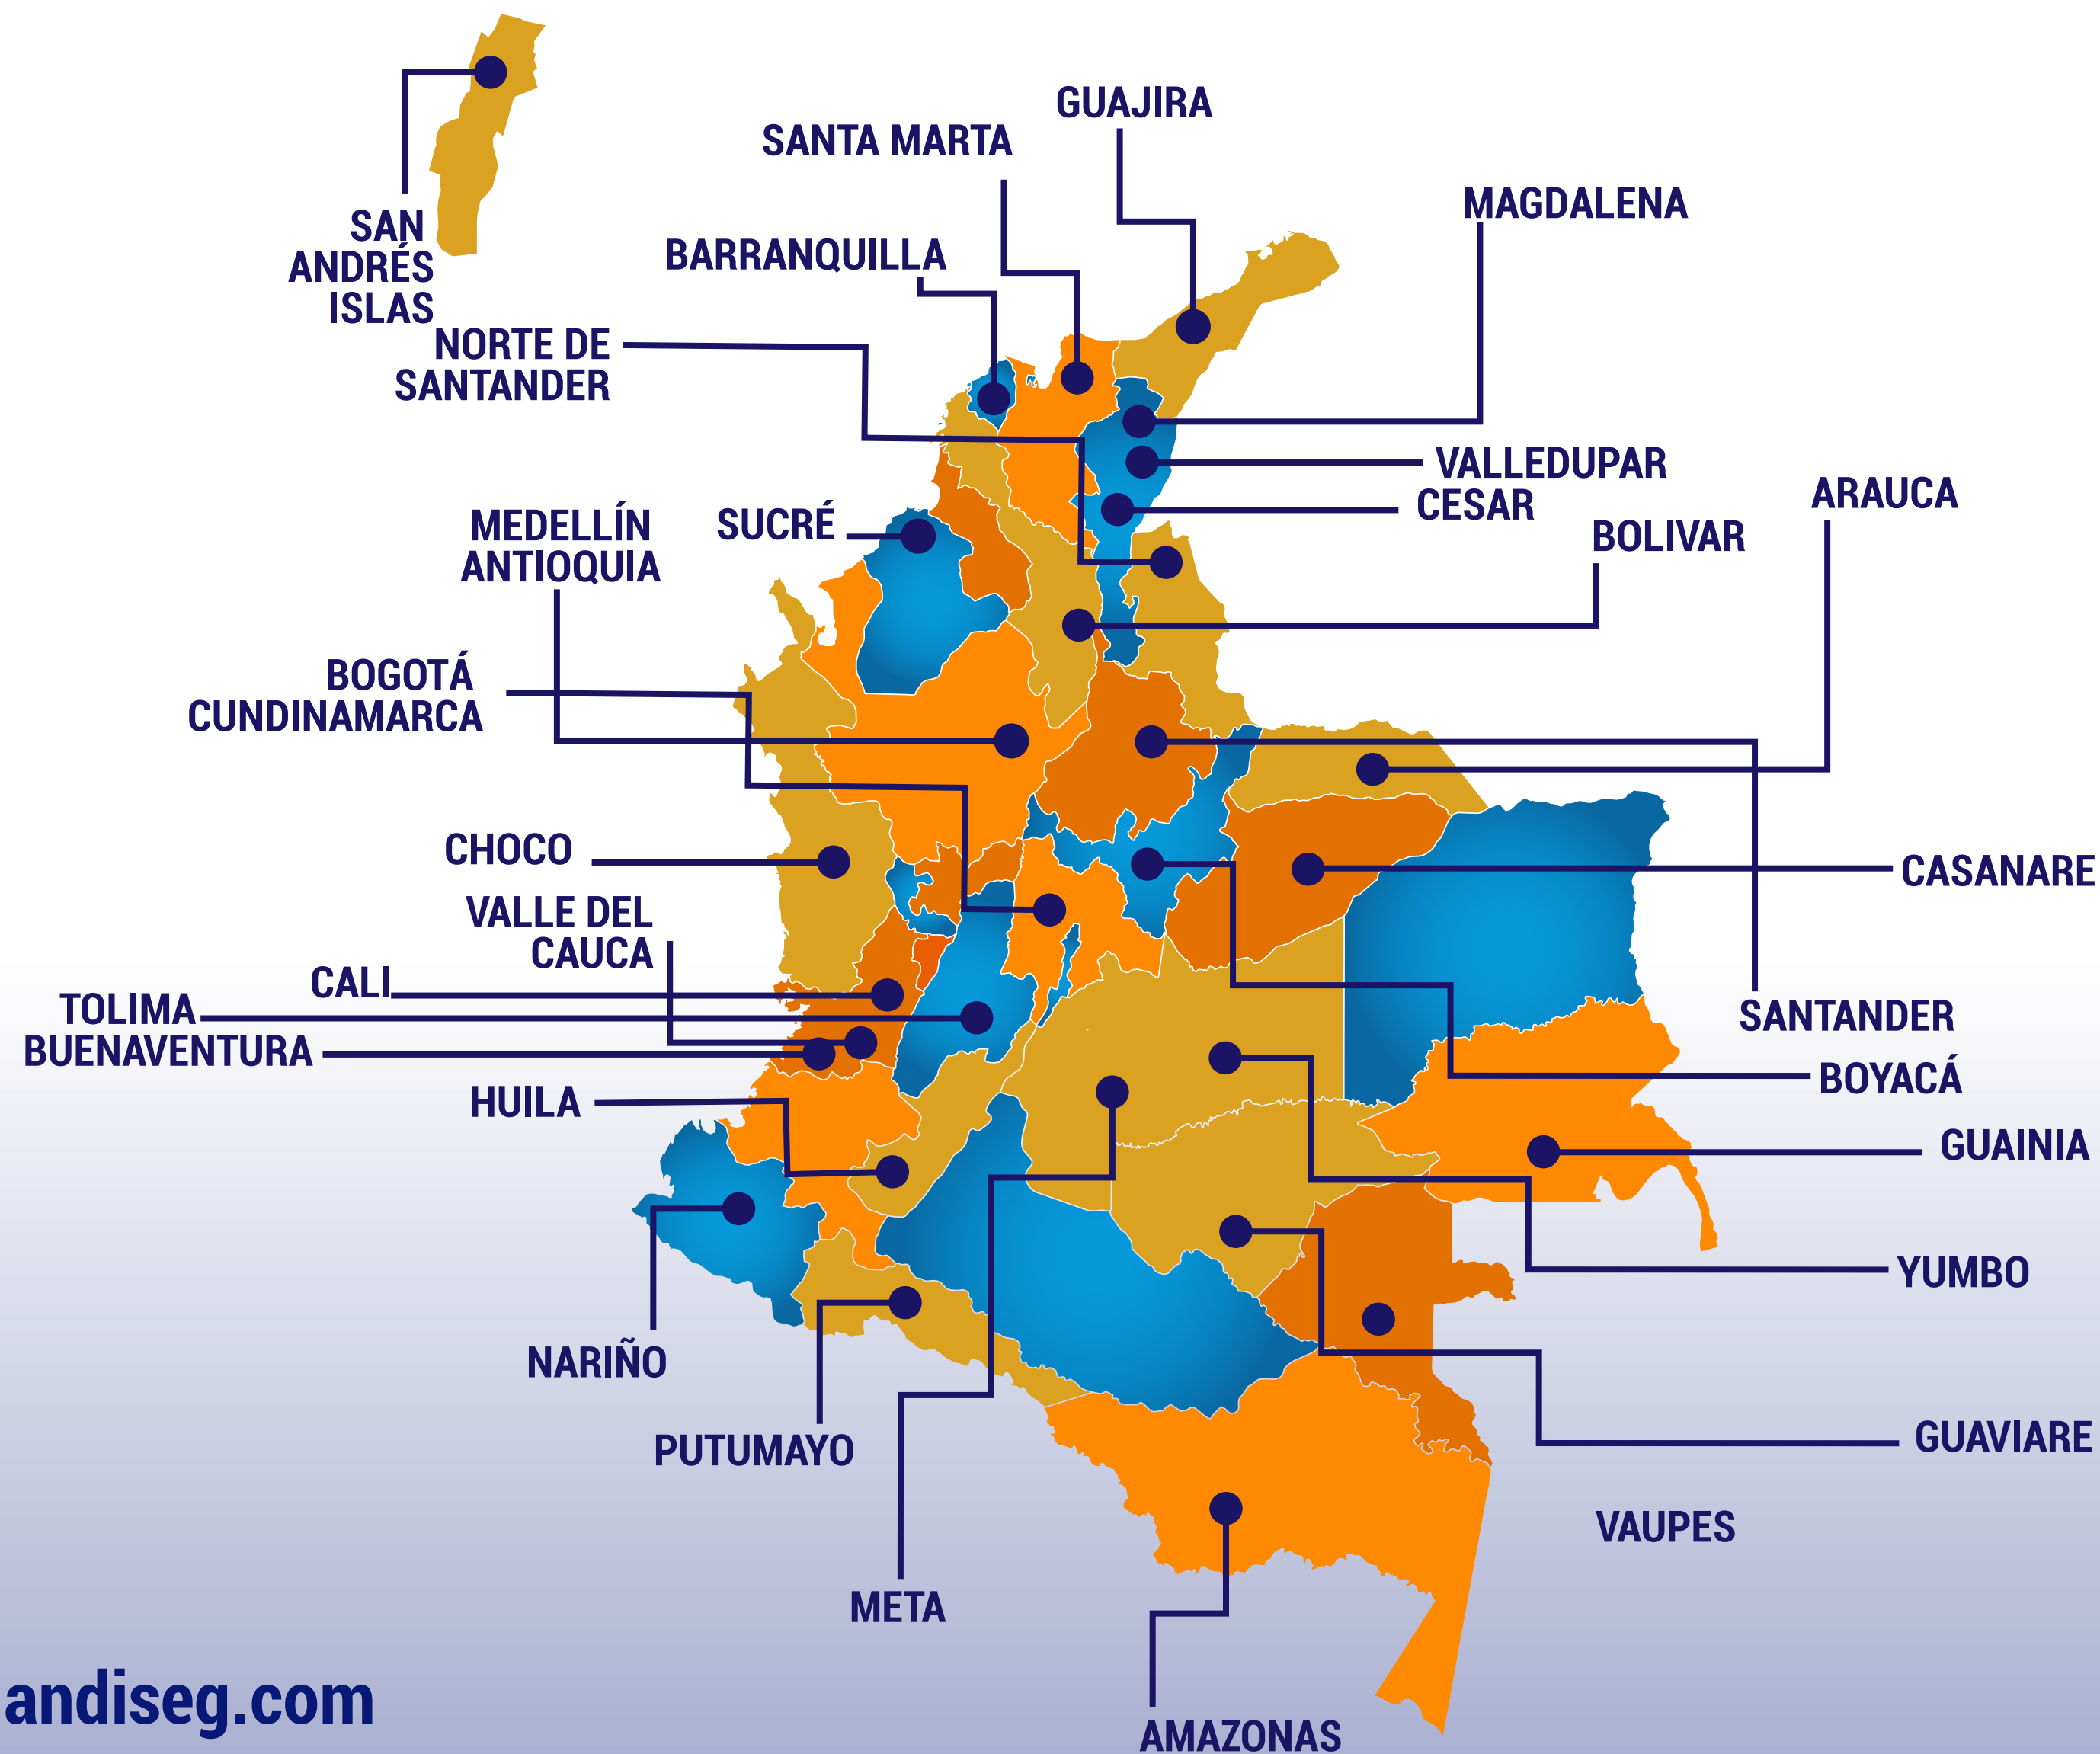 GUAJIRA
SANTA MARTA
MAGDALENA
SAN
ANDRÉS
ISLAS
BARRANQUILLA
NORTE DE
SANTANDER
VALLEDUPAR
CESAR
ARAUCA
MEDELLÍN
ANTIOQUIA
SUCRÉ
BOLIVAR
BOGOTÁ
CUNDINAMARCA
CHOCO
CASANARE
VALLE DEL
CAUCA
CALI
TOLIMA
BUENAVENTURA
SANTANDER
BOYACÁ
HUILA
GUAINIA
YUMBO
NARIÑO
PUTUMAYO
GUAVIARE
VAUPES
META
andiseg.com
AMAZONAS